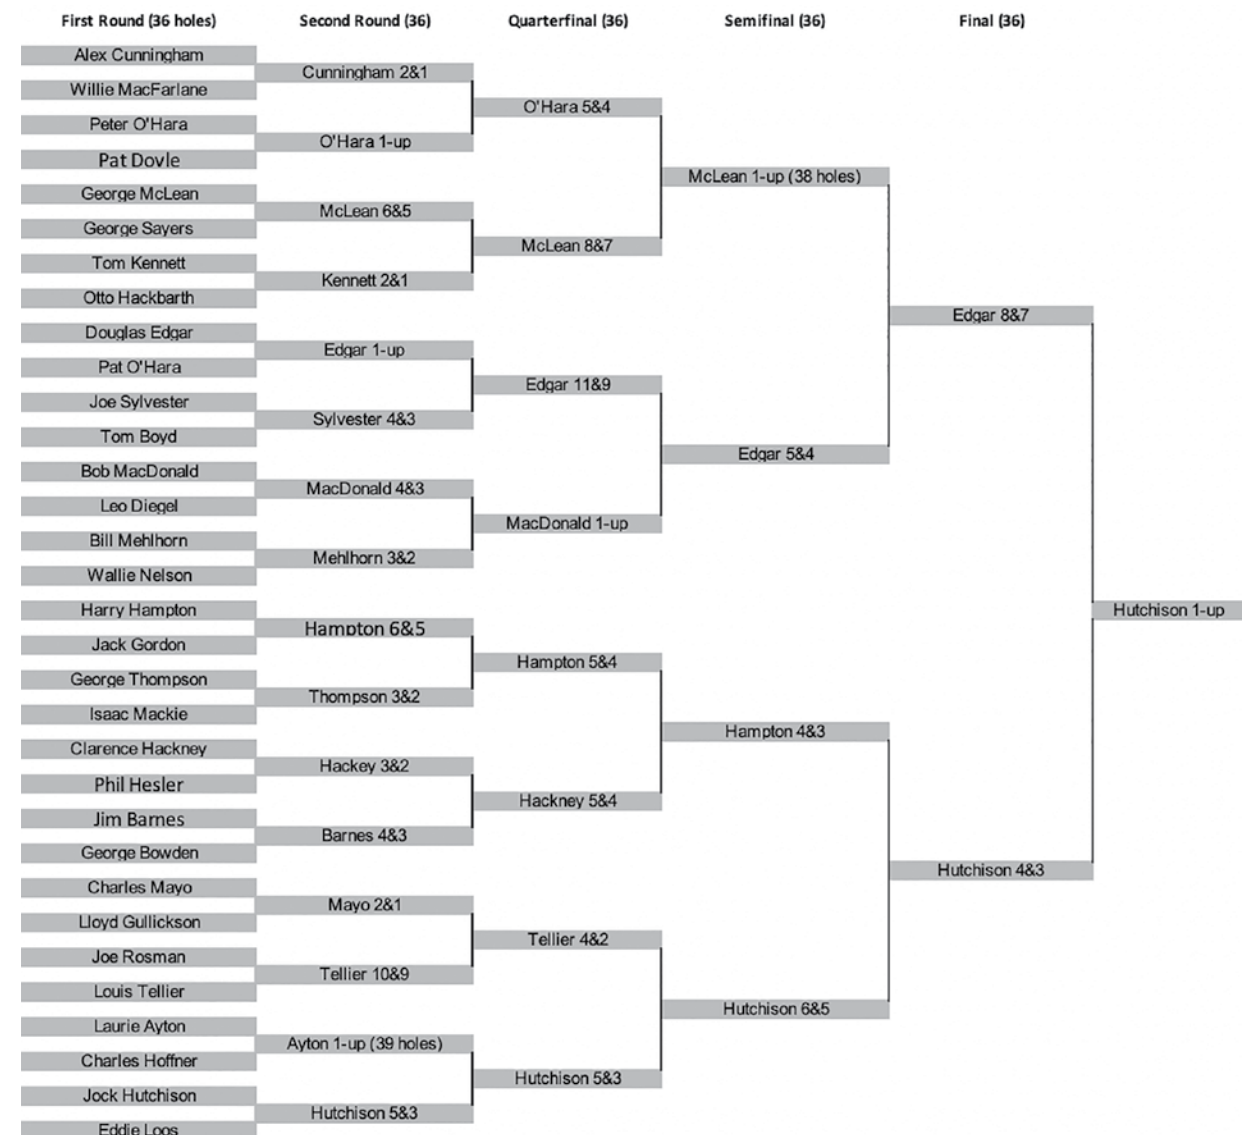 First Round (36 holes) Second Round (36) Quarterfinal (36) Semifinal (36) Final (36)
Alex Cunningham
Cunningham 2&1
Willie MacFarlane
O'Hara 5&4
Peter O'Hara
O'Hara 1-up
Pat Dovle
McLean 1-up (38 holes)
George McLean
McLean 6&5
George Sayers
McLean 8&7
Tom Kennett
Kennett 2&1
Otto Hackbarth
Edgar 8&7
Douglas Edgar
Edgar 1-up
Pat O'Hara
Edgar 11&9
Joe Sylvester
Sylvester 4&3
Tom Boyd
Edgar 5&4
Bob MacDonald
MacDonald 4&3
Leo Diegel
MacDonald 1-up
Bill Mehlhorn
Mehlhorn 3&2
Wallie Nelson
Harry Hampton
Hutchison 1-up
Hampton 6&5
Jack Gordon
Hampton 5&4
George Thompson
Thompson 3&2
Isaac Mackie
Hampton 4&3
Clarence Hackney
Hackey 3&2
Phil Hesler
Hackney 5&4
Jim Barnes
Barnes 4&3
George Bowden
Hutchison 4&3
Charles Mayo
Mayo 2&1
Lloyd Gullickson
Tellier 4&2
Joe Rosman
Tellier 10&9
Louis Tellier
Hutchison 6&5
Laurie Ayton
Ayton 1-up (39 holes)
Charles Hoffner
Hutchison 5&3
Jock Hutchison
Hutchison 5&3
Eddie Loos